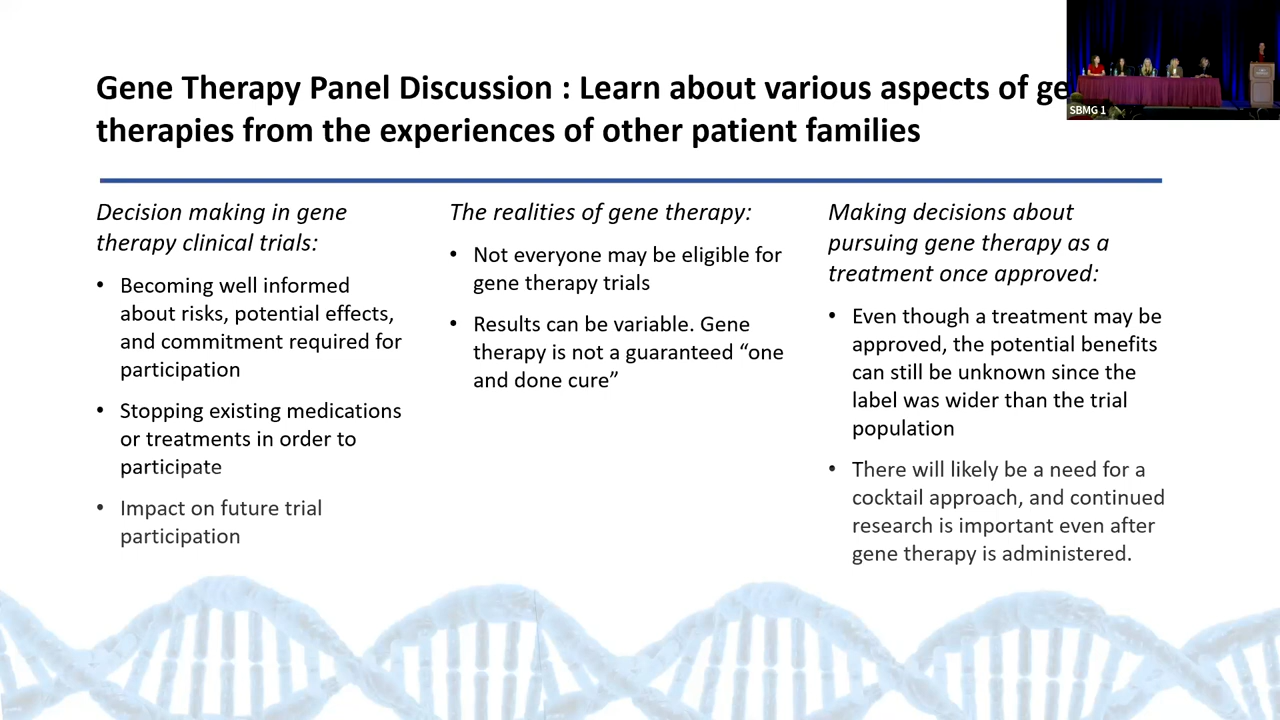 Gene Therapy Panel Discussion : Learn about various aspects of ge
therapies from the experiences of other patient families
SBMG 1
Decision making in gene
therapy clinical trials:
• Becoming well informed
about risks, potential effects,
and commitment required for
participation
• Stopping existing medications
or treatments in order to
participate
• Impact on future trial
participation
The realities of gene therapy:
• Not everyone may be eligible for
gene therapy trials
• Results can be variable. Gene
therapy is not a guaranteed “one
and done cure”
Making decisions about
pursuing gene therapy as a
treatment once approved:
• Even though a treatment may be
approved, the potential benefits
can still be unknown since the
label was wider than the trial
population
• There will likely be a need for a
cocktail approach, and continued
research is important even after
gene therapy is administered.